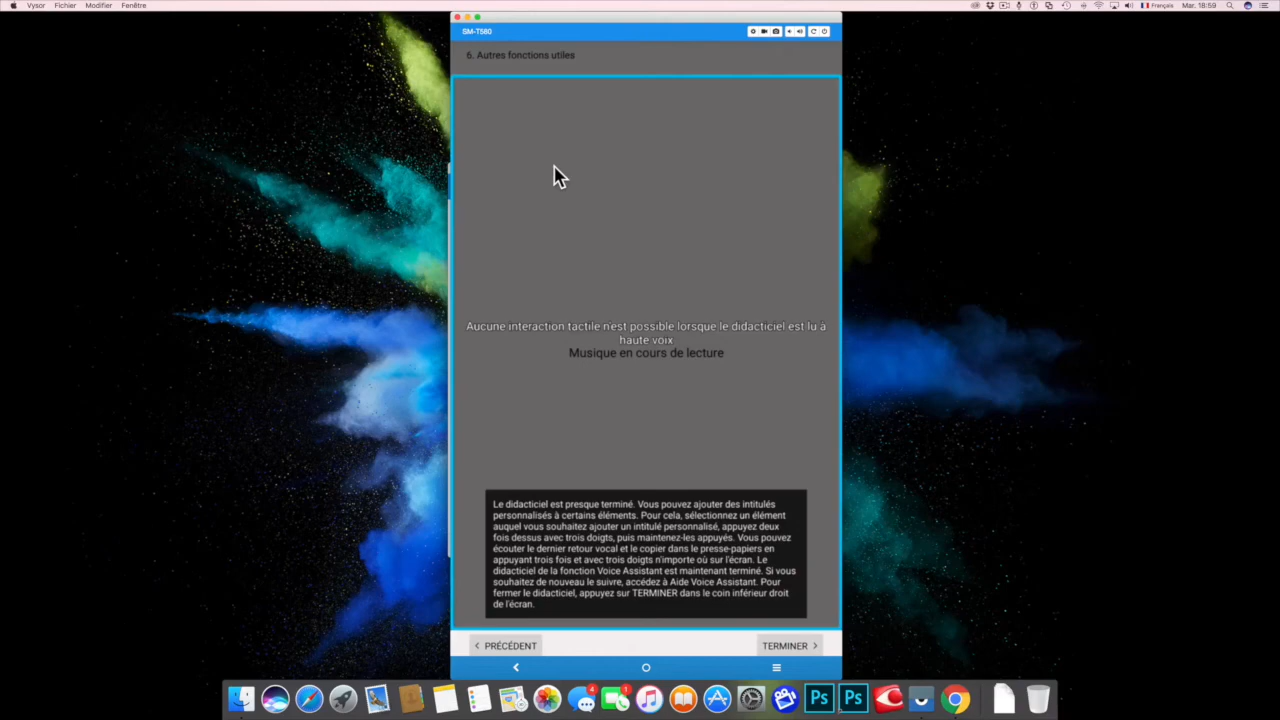 Vysor Fichier Modifier Fenêtre Français Mar. 18:59
SM-T580
6. Autres fonctions utiles
Aucune interaction tactile n'est possible lorsque le didacticiel est lu à
haute voix
Musique en cours de lecture
Le didacticiel est presque terminé. Vous pouvez ajouter des intitulés
personnalisés à certains éléments. Pour cela, sélectionnez un élément
auquel vous souhaitez ajouter un intitulé personnalisé, appuyez deux
fois dessus avec trois doigts, puis maintenez-les appuyés. Vous pouvez
écouter le dernier retour vocal et le copier dans le presse-papiers en
appuyant trois fois et avec trois doigts n'importe où sur l'écran. Le
didacticiel de la fonction Voice Assistant est maintenant terminé. Si vous
souhaitez de nouveau le suivre, accédez à Aide Voice Assistant. Pour
fermer le didacticiel, appuyez sur TERMINER dans le coin inférieur droit
de l'écran.
PRÉCÉDENT TERMINER
4 1 Ps Ps